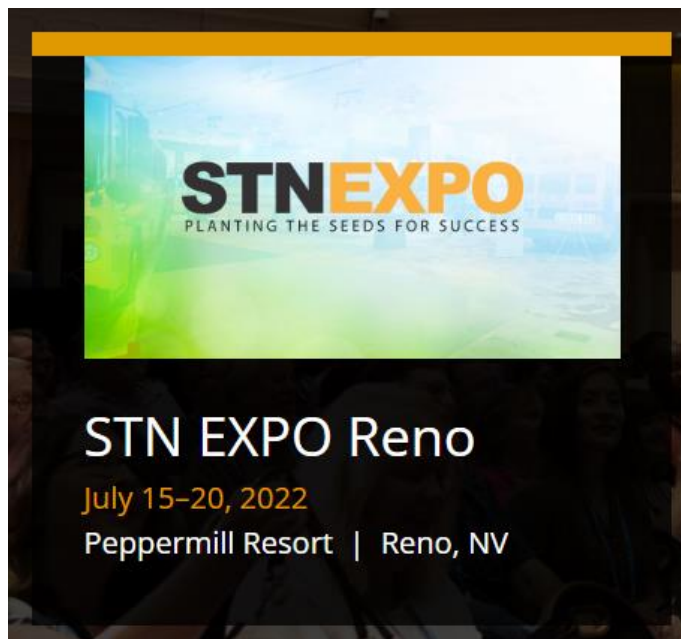 STNEXPO
PLANTING THE SEEDS FOR SUCCESS
STN EXPO Reno
July 15–20, 2022
Peppermill Resort | Reno, NV